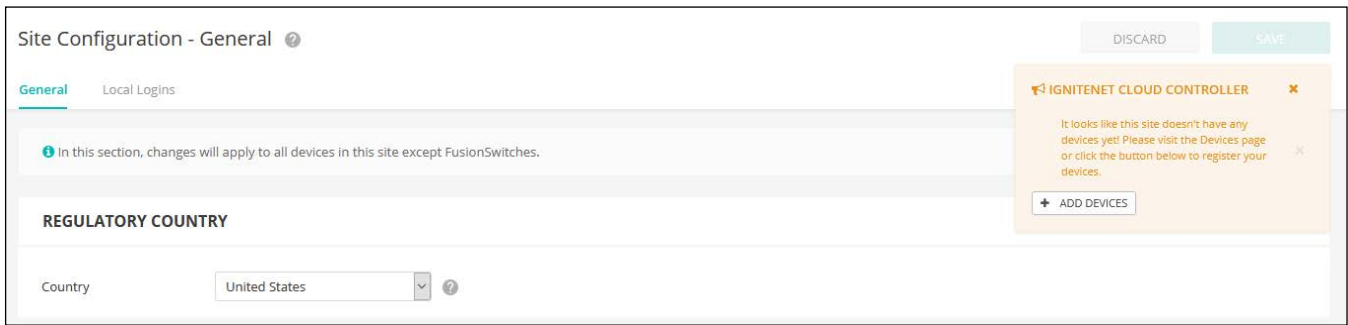 Site Configuration - General
DISCARD
SAVE
General
Local Logins
IGNITENET CLOUD CONTROLLER
It looks like this site doesn't have any
devices yet! Please visit the Devices page
or click the button below to register your
devices.
+ ADD DEVICES
In this section, changes will apply to all devices in this site except FusionSwitches.
REGULATORY COUNTRY
Country
United States